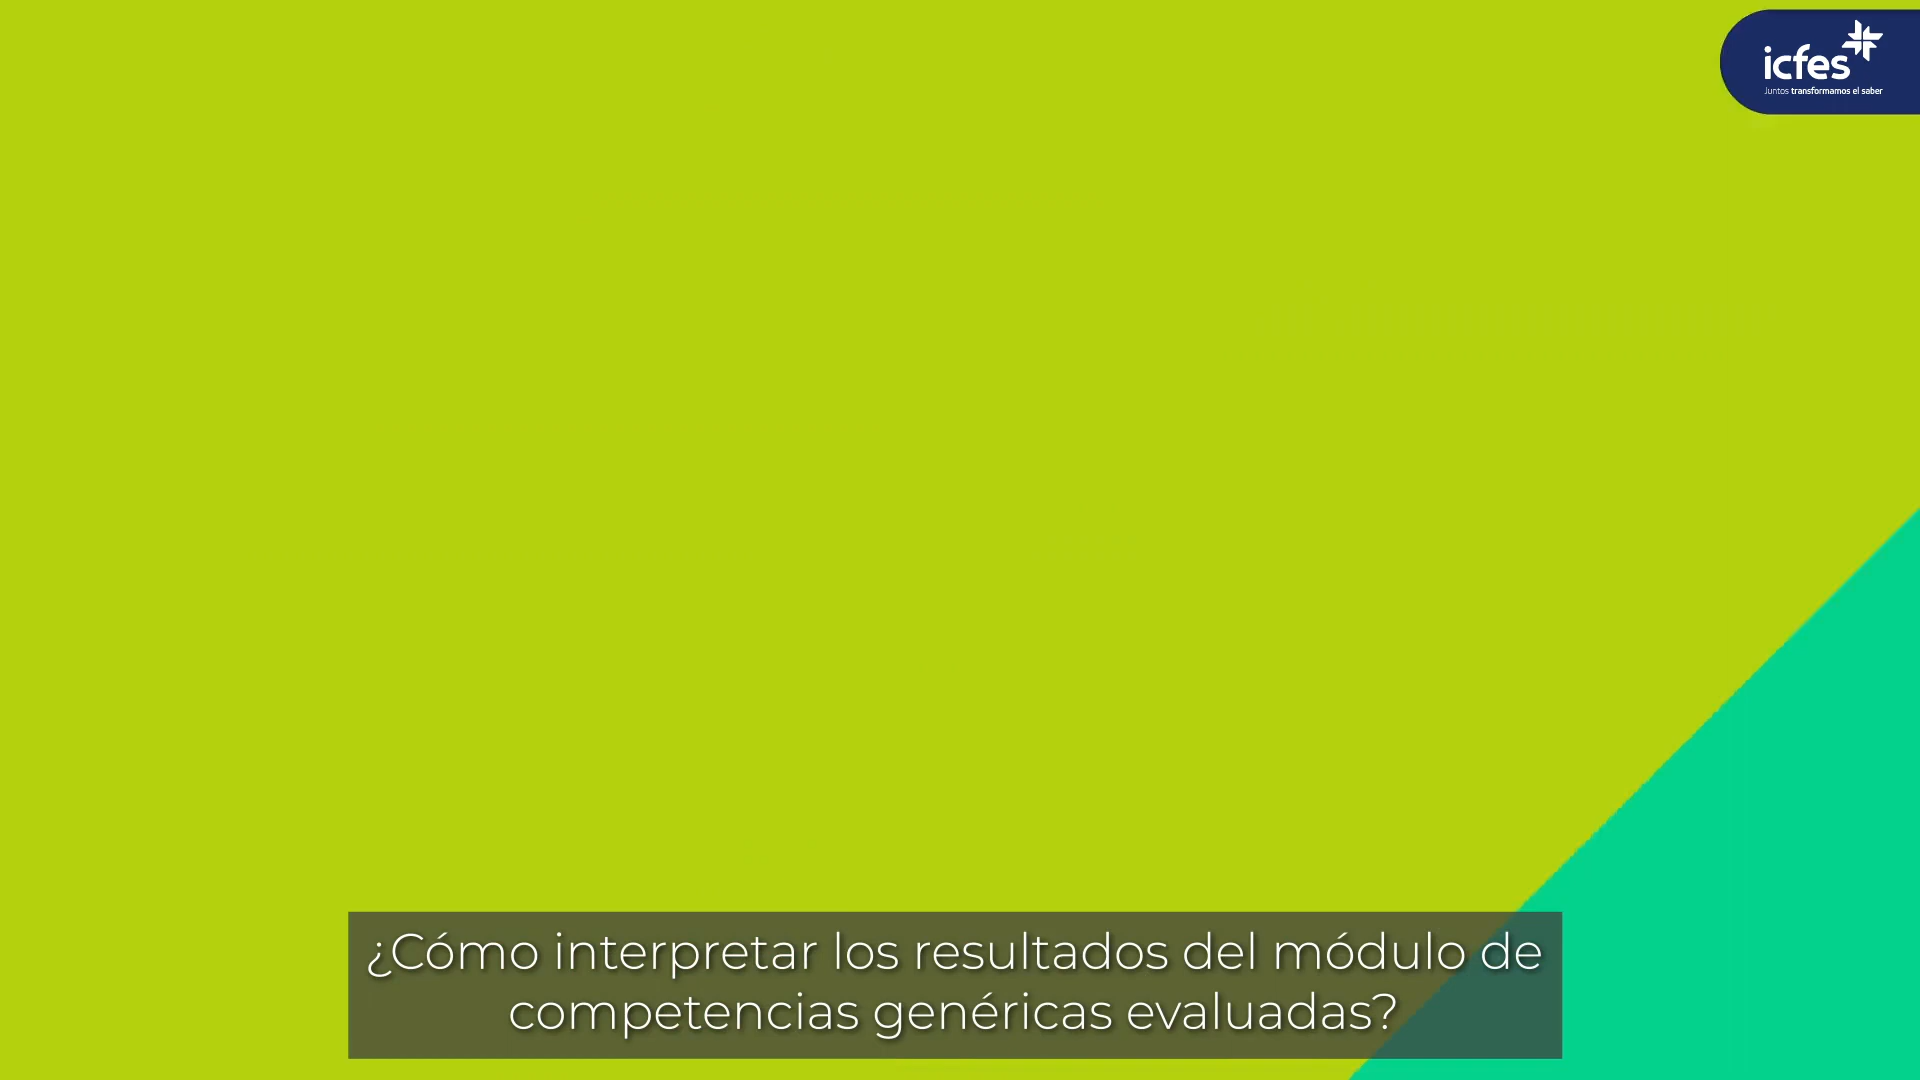 icfes
Juntos transformamos el saber
¿Cómo interpretar los resultados del módulo de
competencias genéricas evaluadas?